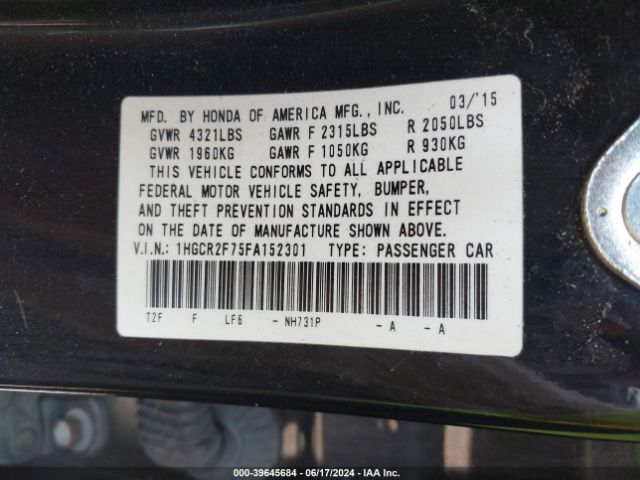 MFD. BY HONDA OF AMERICA MFG., INC. 03/'15
GVWR 4321LBS GAWR F 2315LBS R 2050LBS
GVWR 1960KG GAWR F 1050KG R 930KG
THIS VEHICLE CONFORMS TO ALL APPLICABLE
FEDERAL MOTOR VEHICLE SAFETY, BUMPER,
AND THEFT PREVENTION STANDARDS IN EFFECT
ON THE DATE OF MANUFACTURE SHOWN ABOVE.
V.I.N.: 1HGCR2F75FA152301 TYPE: PASSENGER CAR
T2F F LF6 - NH731P - A - A
000-39645684 - 06/17/2024 - IAA Inc.